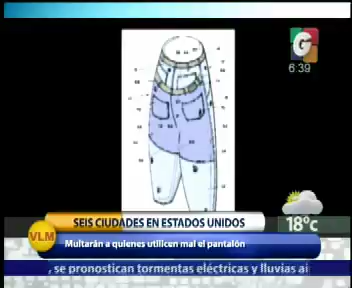 G
6:39
SEIS CIUDADES EN ESTADOS UNIDOS
18°C
VLM
Multarán a quienes utilicen mal el pantalón
, se pronostican tormentas eléctricas y lluvias ai